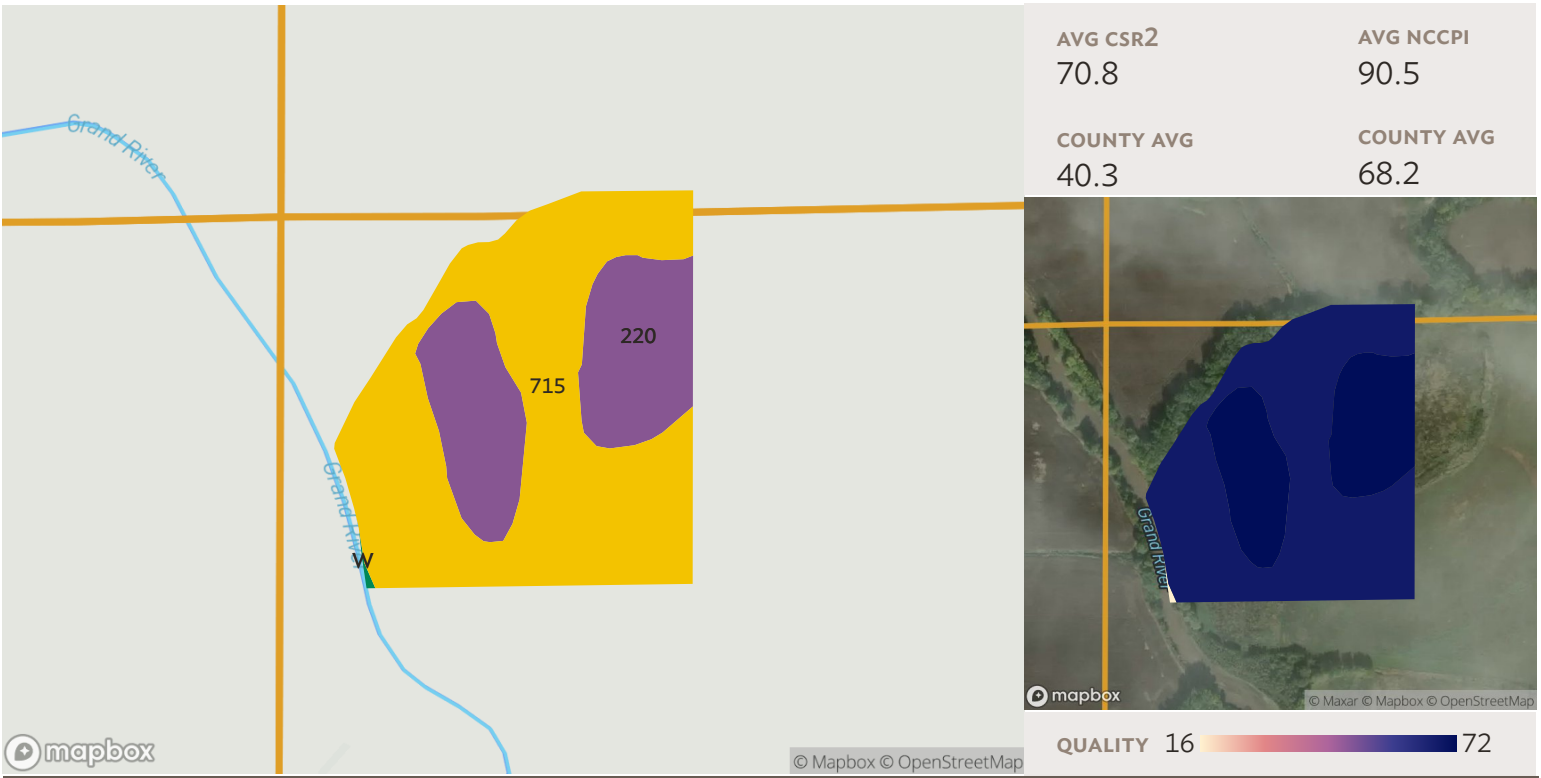 Grand River
220
715
Grand River
W
mapbox
© Mapbox © OpenStreetMap
AVG CSR2
70.8
AVG NCCPI
90.5
COUNTY AVG
40.3
COUNTY AVG
68.2
Grand River
mapbox
© Maxar © Mapbox © OpenStreetMap
QUALITY 16 72